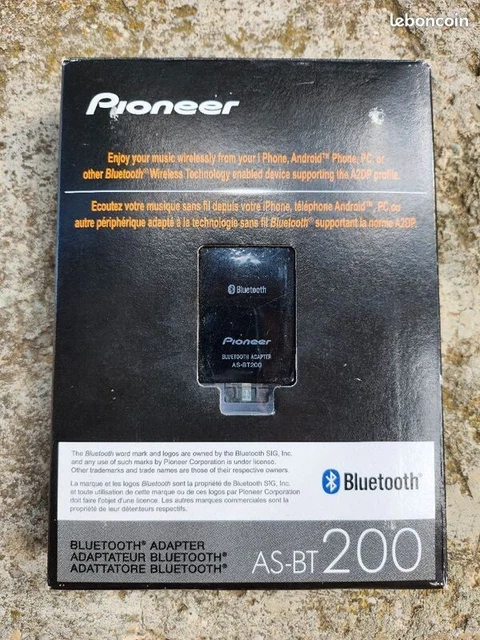 leboncoin
Pioneer
Enjoy your music wirelessly from your I Phone, Android™ Phone, PC, or
other Bluetooth® Wireless Technology enabled device supporting the A2DP profile.
Ecoutez votre musique sans fil depuis votre iPhone, téléphone Android™, PC ou
autre périphérique adapté à la technologie sans fil Bluetooth® supportant la norme A2DP.
Bluetooth
Pioneer
BLUETOOTH ADAPTER
AS-BT200
The Bluetooth word mark and logos are owned by the Bluetooth SIG, Inc.
and any use of such marks by Pioneer Corporation is under license.
Other trademarks and trade names are those of their respective owners.
La marque et les logos Bluetooth sont la propriété de Bluetooth SIG, Inc.
et toute utilisation de cette marque ou de ces logos par Pioneer Corporation
doit faire l'objet d'une licence. Les autres marques commerciales sont la
propriété de leur détenteurs respectifs.
Bluetooth®
BLUETOOTH® ADAPTER
ADAPTATEUR BLUETOOTH®
ADATTATORE BLUETOOTH®
AS-BT 200